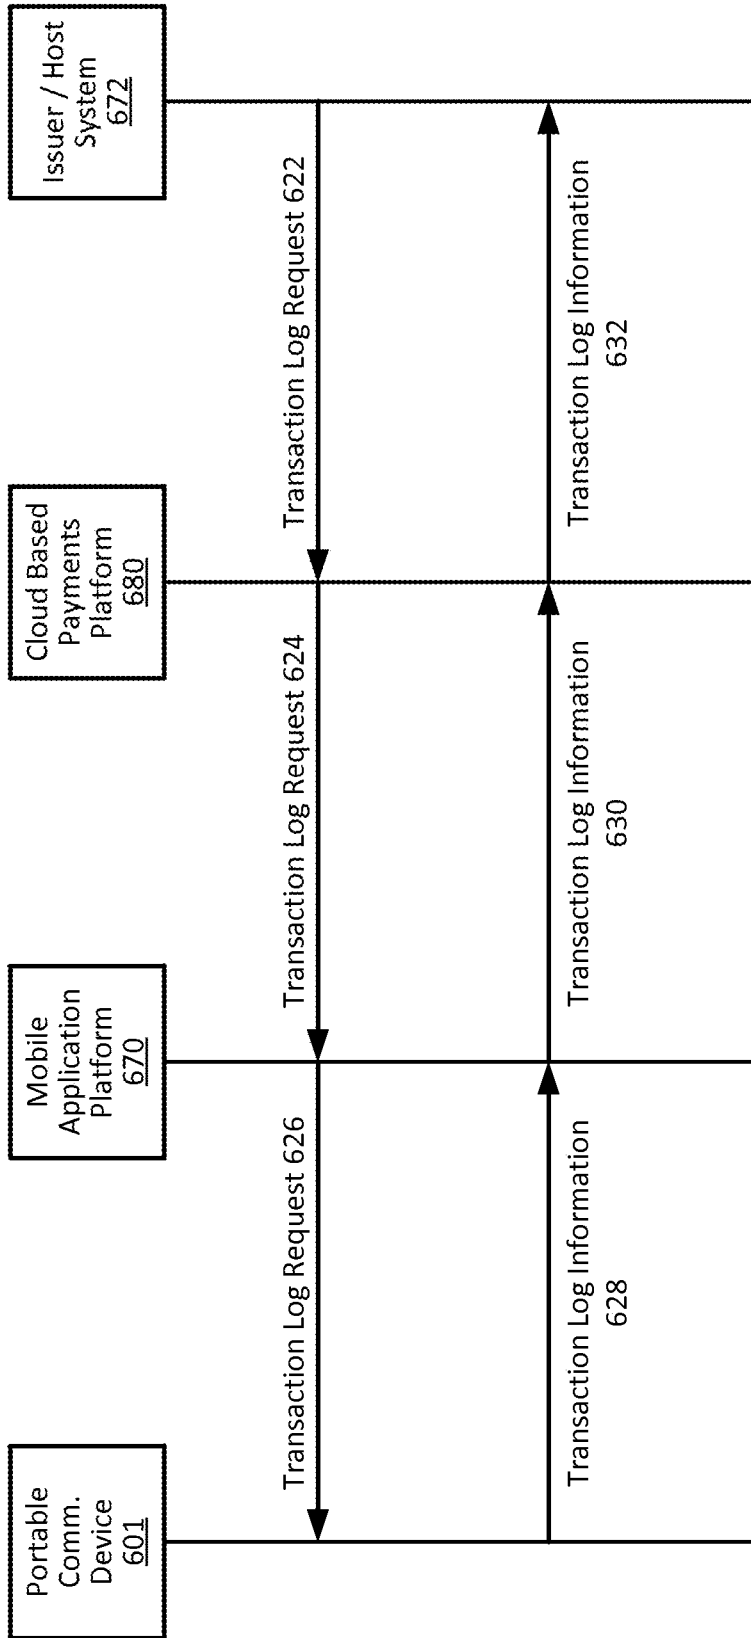 Portable
Comm.
Device
601
Mobile
Application
Platform
670
Cloud Based
Payments
Platform
680
Issuer / Host
System
672
Transaction Log Request 626
Transaction Log Request 624
Transaction Log Request 622
Transaction Log Information
628
Transaction Log Information
630
Transaction Log Information
632